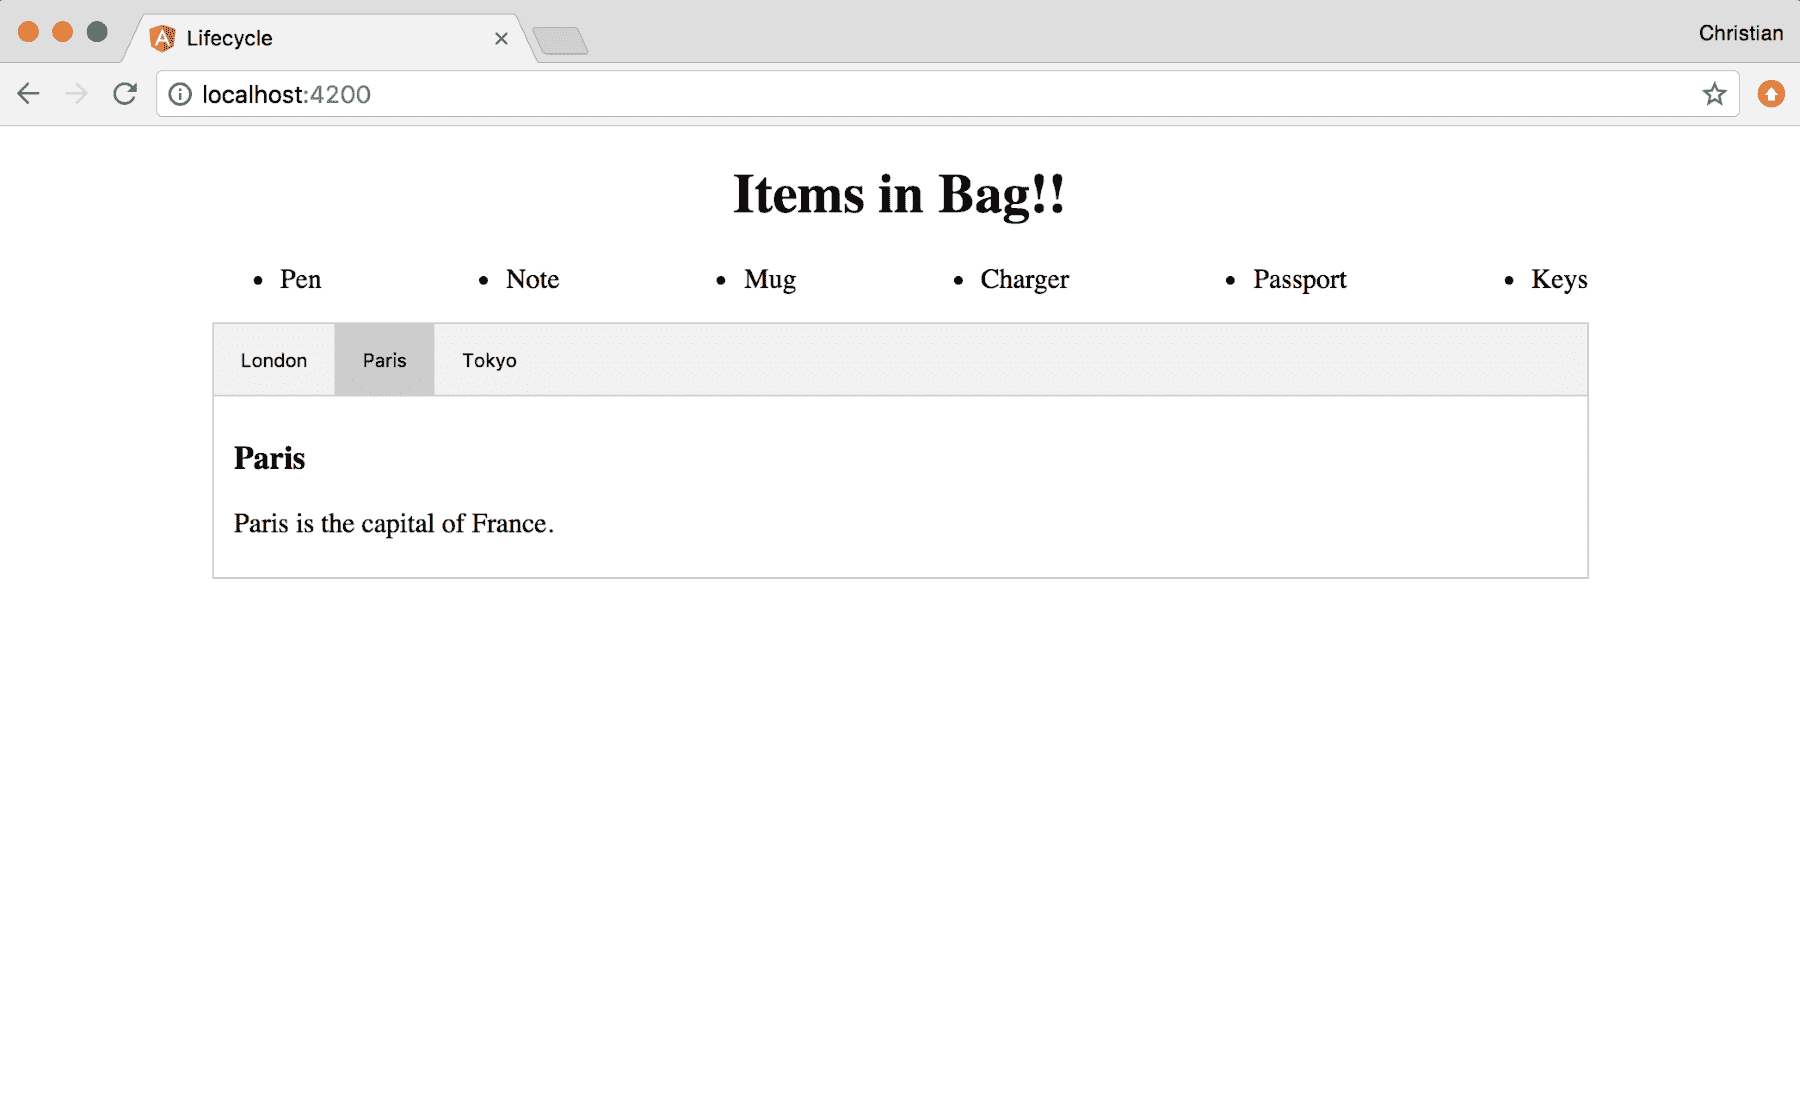 Lifecycle
Christian
localhost:4200
Items in Bag!!
• Pen • Note • Mug • Charger • Passport • Keys
London Paris Tokyo
Paris
Paris is the capital of France.